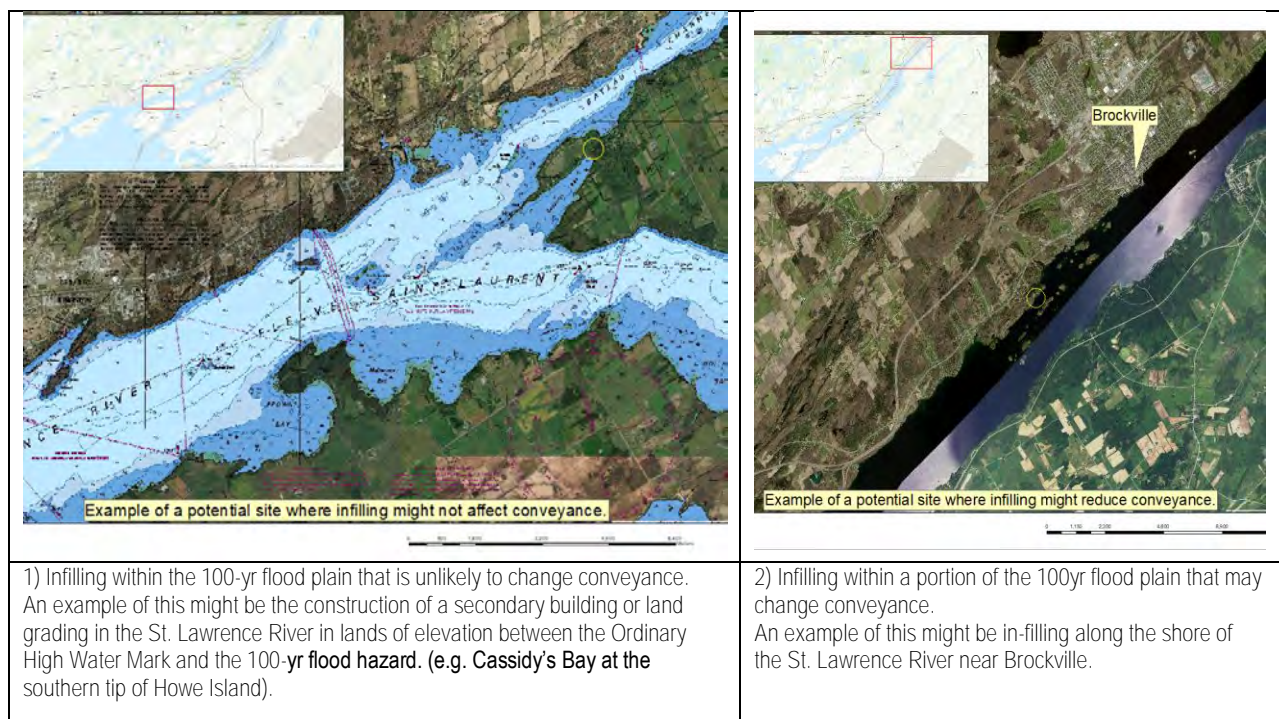 RIVER
FLEUVE SAINT-LAURENT
BATEAU CHANNEL
Example of a potential site where infilling might not affect conveyance.
Brockville
Example of a potential site where infilling might reduce conveyance.
1) Infilling within the 100-yr flood plain that is unlikely to change conveyance.
An example of this might be the construction of a secondary building or land
grading in the St. Lawrence River in lands of elevation between the Ordinary
High Water Mark and the 100-yr flood hazard. (e.g. Cassidy's Bay at the
southern tip of Howe Island).
2) Infilling within a portion of the 100yr flood plain that may
change conveyance.
An example of this might be in-filling along the shore of
the St. Lawrence River near Brockville.